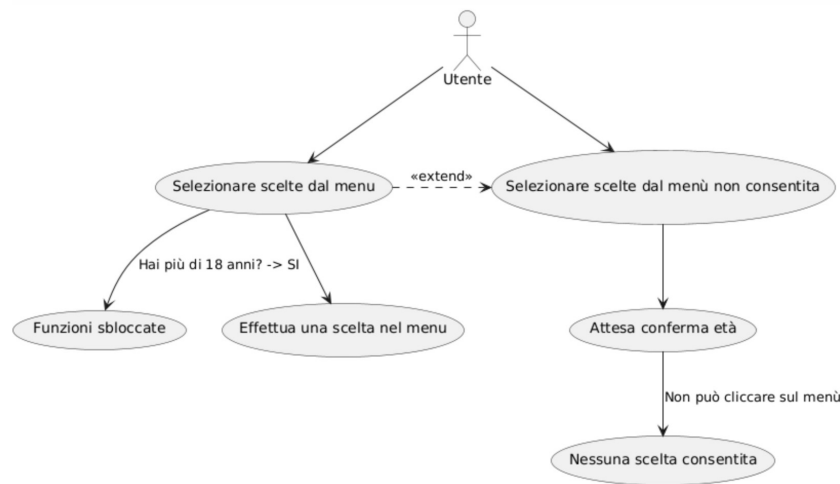 Utente
Selezionare scelte dal menu
«extend»
Selezionare scelte dal menù non consentita
Hai più di 18 anni? -> SI
Funzioni sbloccate
Effettua una scelta nel menu
Attesa conferma età
Non può cliccare sul menù
Nessuna scelta consentita